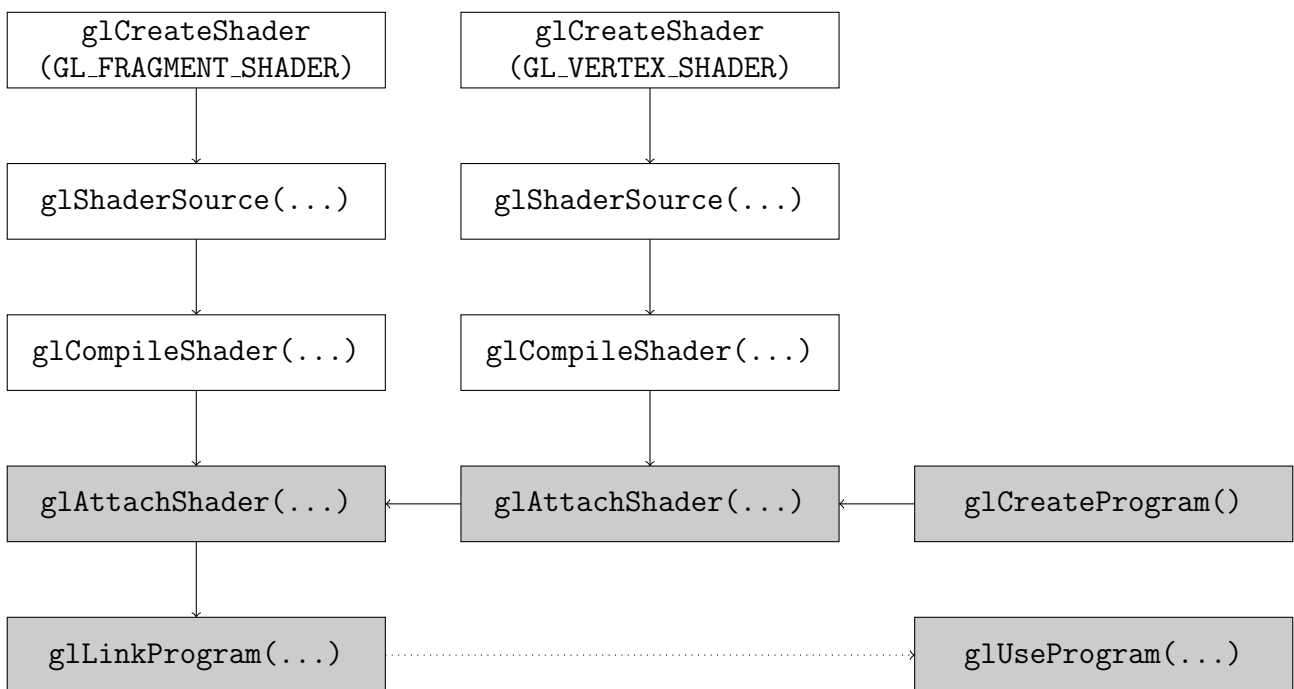 glCreateShader
(GL_FRAGMENT_SHADER)
glCreateShader
(GL_VERTEX_SHADER)
glShaderSource(...)
glShaderSource(...)
glCompileShader(...)
glCompileShader(...)
glAttachShader(...)
glAttachShader(...)
glCreateProgram()
glLinkProgram(...)
glUseProgram(...)